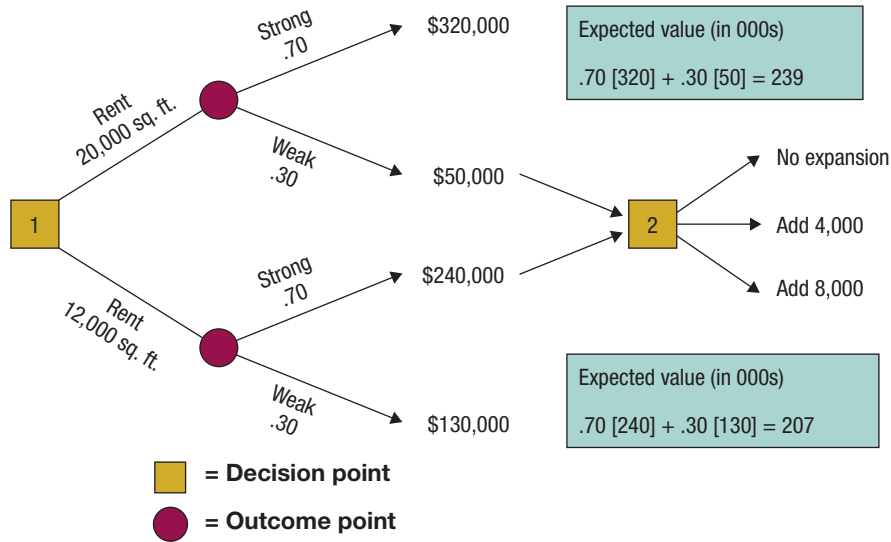 Strong
.70
$320,000
Expected value (in 000s)
.70 [320] + .30 [50] = 239
Rent
20,000 sq. ft.
Weak
.30
$50,000
No expansion
1
2
Add 4,000
Strong
.70
$240,000
Add 8,000
Rent
12,000 sq. ft.
Weak
.30
$130,000
Expected value (in 000s)
.70 [240] + .30 [130] = 207
= Decision point
= Outcome point